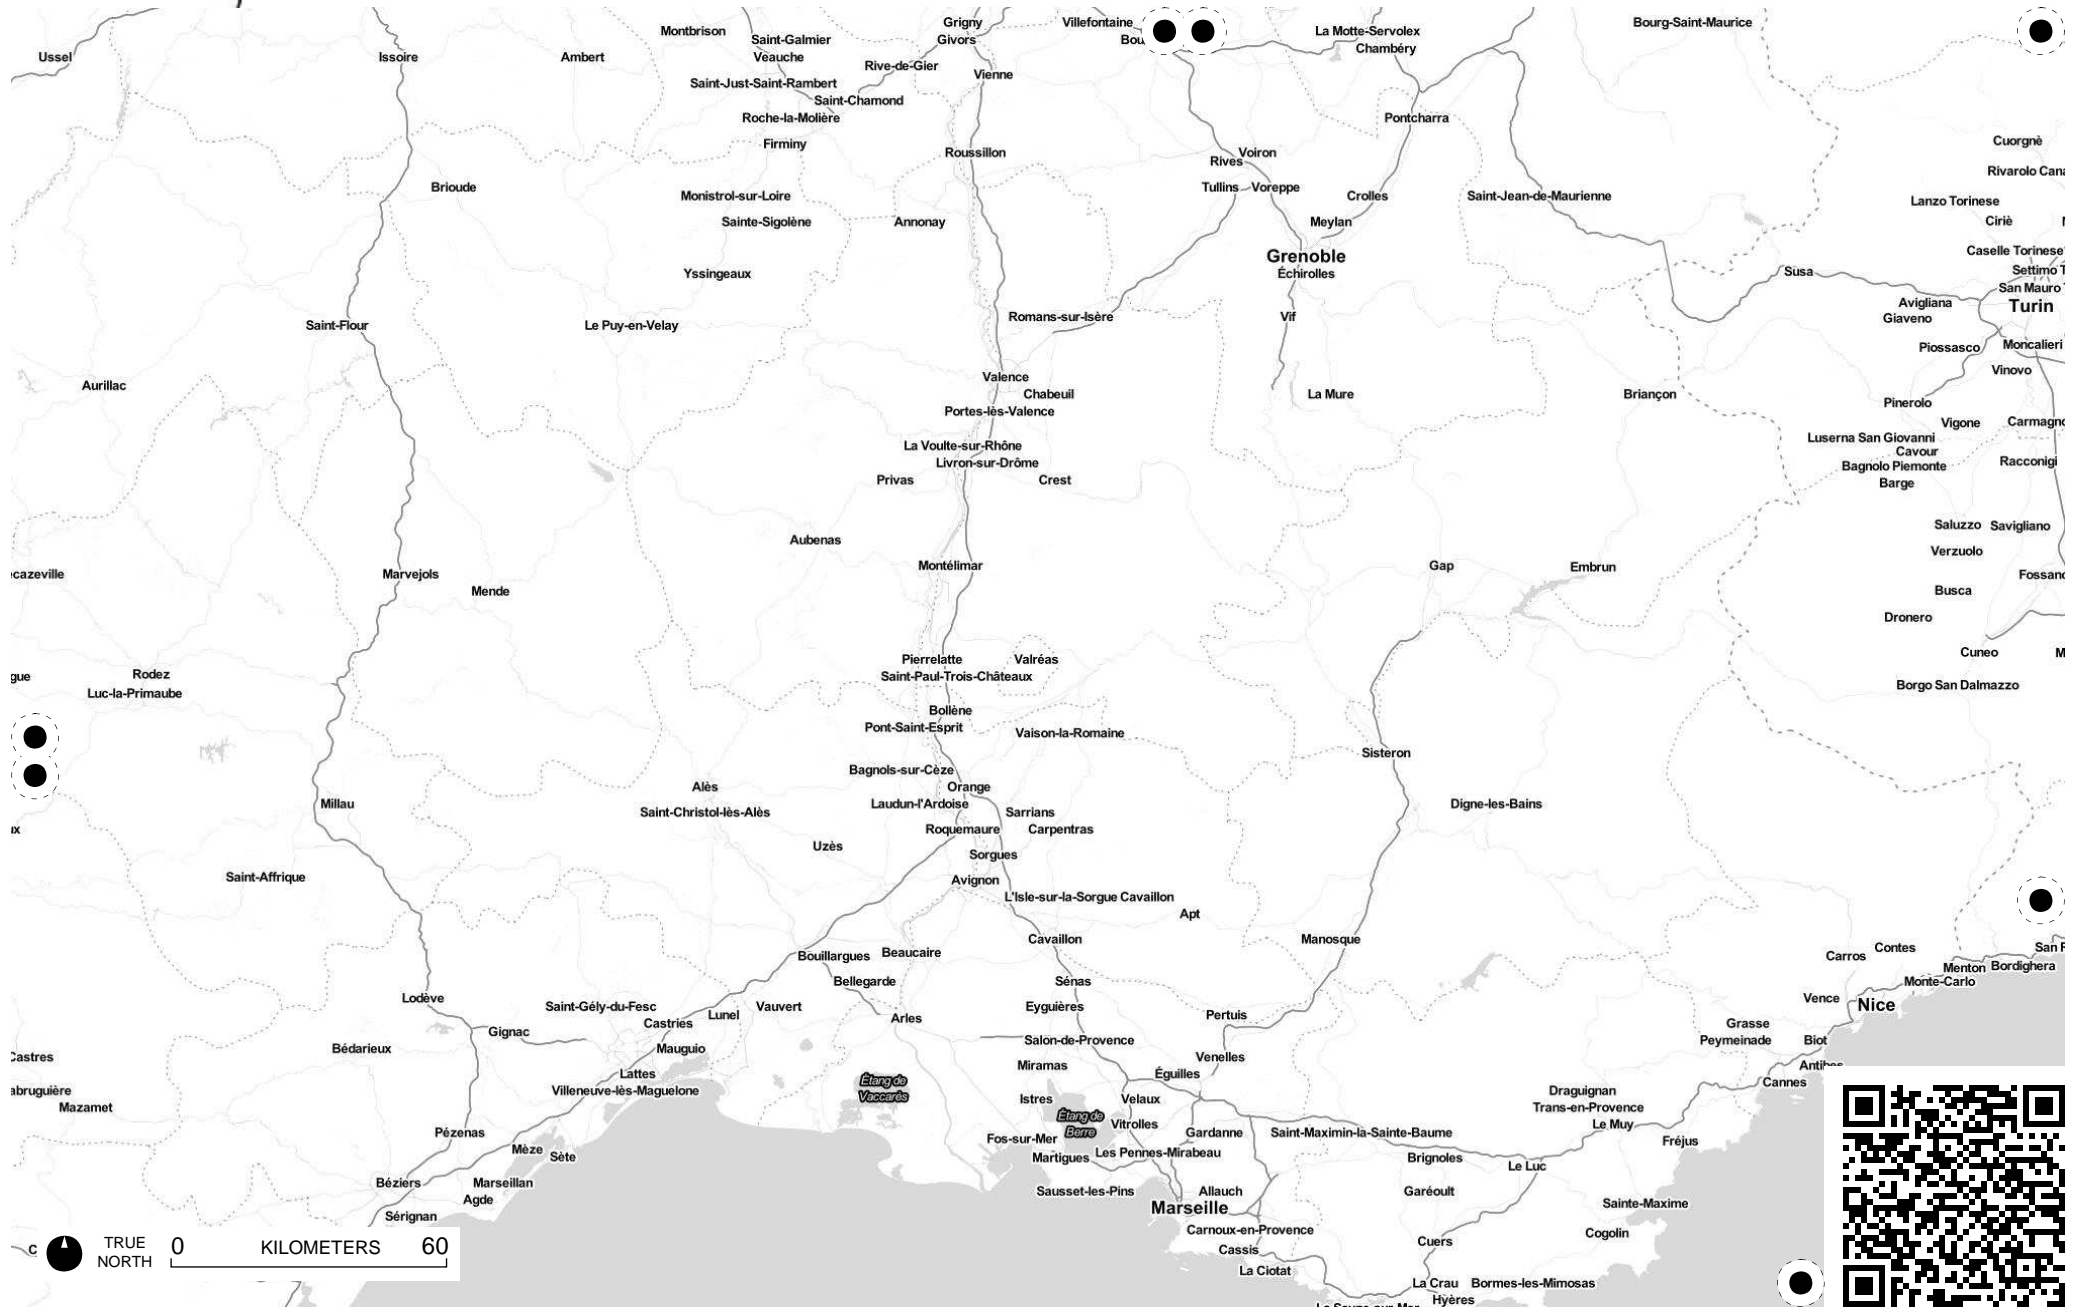 Grigny
Villefontaine
Bourg-Saint-Maurice
Montbrison
La Motte-Servolex
Saint-Galmier
Givors
Chambéry
Ussel
Issoire
Ambert
Veauche
Rive-de-Gier
Vienne
Saint-Just-Saint-Rambert
Saint-Chamond
Roche-la-Molière
Pontcharra
Firminy
Cuorgnè
Roussillon
Voiron
Rives
Rivarolo
Brioude
Tullins
Voreppe
Monistrol-sur-Loire
Crolles
Saint-Jean-de-Maurienne
Lanzo Torinese
Sainte-Sigolène
Annonay
Meylan
Ciriè
Caselle Torinese
Grenoble
Échirolles
Yssingeaux
Susa
Settimo
San Mauro
Avigliana
Turin
Giaveno
Romans-sur-Isère
Vif
Saint-Flour
Le Puy-en-Velay
Piossasco
Moncalieri
Vinovo
Aurillac
Valence
Chabeuil
La Mure
Briançon
Pinerolo
Portes-lès-Valence
Vigone
Luserna San Giovanni
La Voulte-sur-Rhône
Cavour
Livron-sur-Drôme
Bagnolo Piemonte
Racconigi
Privas
Crest
Barge
Saluzzo
Savigliano
Aubenas
Verzuolo
Montélimar
Gap
Embrun
Marvejols
Mende
Busca
Dronero
Cuneo
Pierrelatte
Valréas
Rodez
Saint-Paul-Trois-Châteaux
Luc-la-Primaube
Borgo San Dalmazzo
Bollène
Pont-Saint-Esprit
Vaison-la-Romaine
Sisteron
Bagnols-sur-Cèze
Alès
Orange
Millau
Laudun-l'Ardoise
Digne-les-Bains
Saint-Christol-lès-Alès
Sarrians
Roquemaure
Carpentras
Uzès
Sorgues
Saint-Affrique
Avignon
L'Isle-sur-la-Sorgue Cavaillon
Apt
Cavaillon
Manosque
Bouillargues
Beaucaire
Carros
Contes
Menton
Bordighera
Bellegarde
Sénas
Monte-Carlo
Lodève
Saint-Gély-du-Fesc
Vauvert
Eyguières
Vence
Nice
Lunel
Arles
Pertuis
Castries
Grasse
Gignac
Salon-de-Provence
Peymeinade
Biot
Bédarieux
Mauguio
Venelles
Castres
Miramas
Éguilles
Antibes
Lattes
Étang de
Vaccarès
Cannes
Villeneuve-lès-Maguelone
Draguignan
Istres
Velaux
Mazamet
Trans-en-Provence
Étang de
Berre
Vitrolles
Le Muy
Pézenas
Fos-sur-Mer
Gardanne
Saint-Maximin-la-Sainte-Baume
Fréjus
Mèze
Sète
Martigues
Les Pennes-Mirabeau
Brignoles
Le Luc
Béziers
Marseillan
Sausset-les-Pins
Allauch
Garéoult
Agde
Marseille
Sainte-Maxime
Sérignan
Carnoux-en-Provence
Cogolin
Cassis
Cuers
La Ciotat
La Crau
Bormes-les-Mimosas
Hyères
TRUE
NORTH
0 KILOMETERS 60